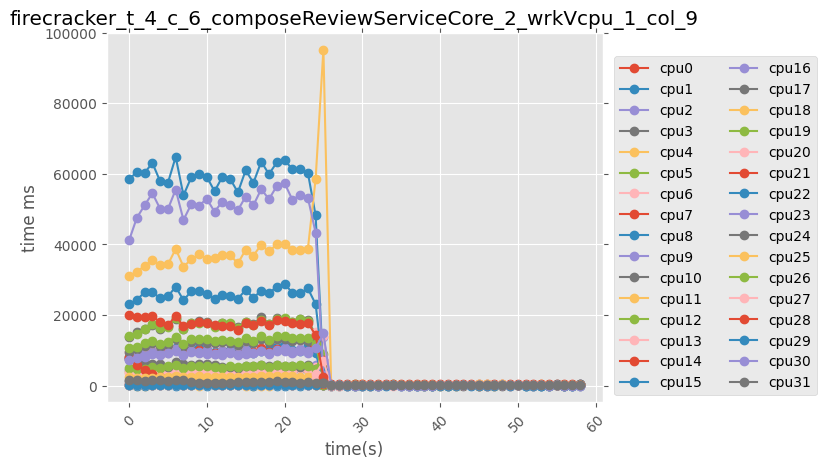 firecracker_t_4_c_6_composeReviewServiceCore_2_wrkVcpu_1_col_9
100000
80000
60000
40000
20000
0
time ms
0
10
20
30
40
50
60
time(s)
cpu0
cpu1
cpu2
cpu3
cpu4
cpu5
cpu6
cpu7
cpu8
cpu9
cpu10
cpu11
cpu12
cpu13
cpu14
cpu15
cpu16
cpu17
cpu18
cpu19
cpu20
cpu21
cpu22
cpu23
cpu24
cpu25
cpu26
cpu27
cpu28
cpu29
cpu30
cpu31